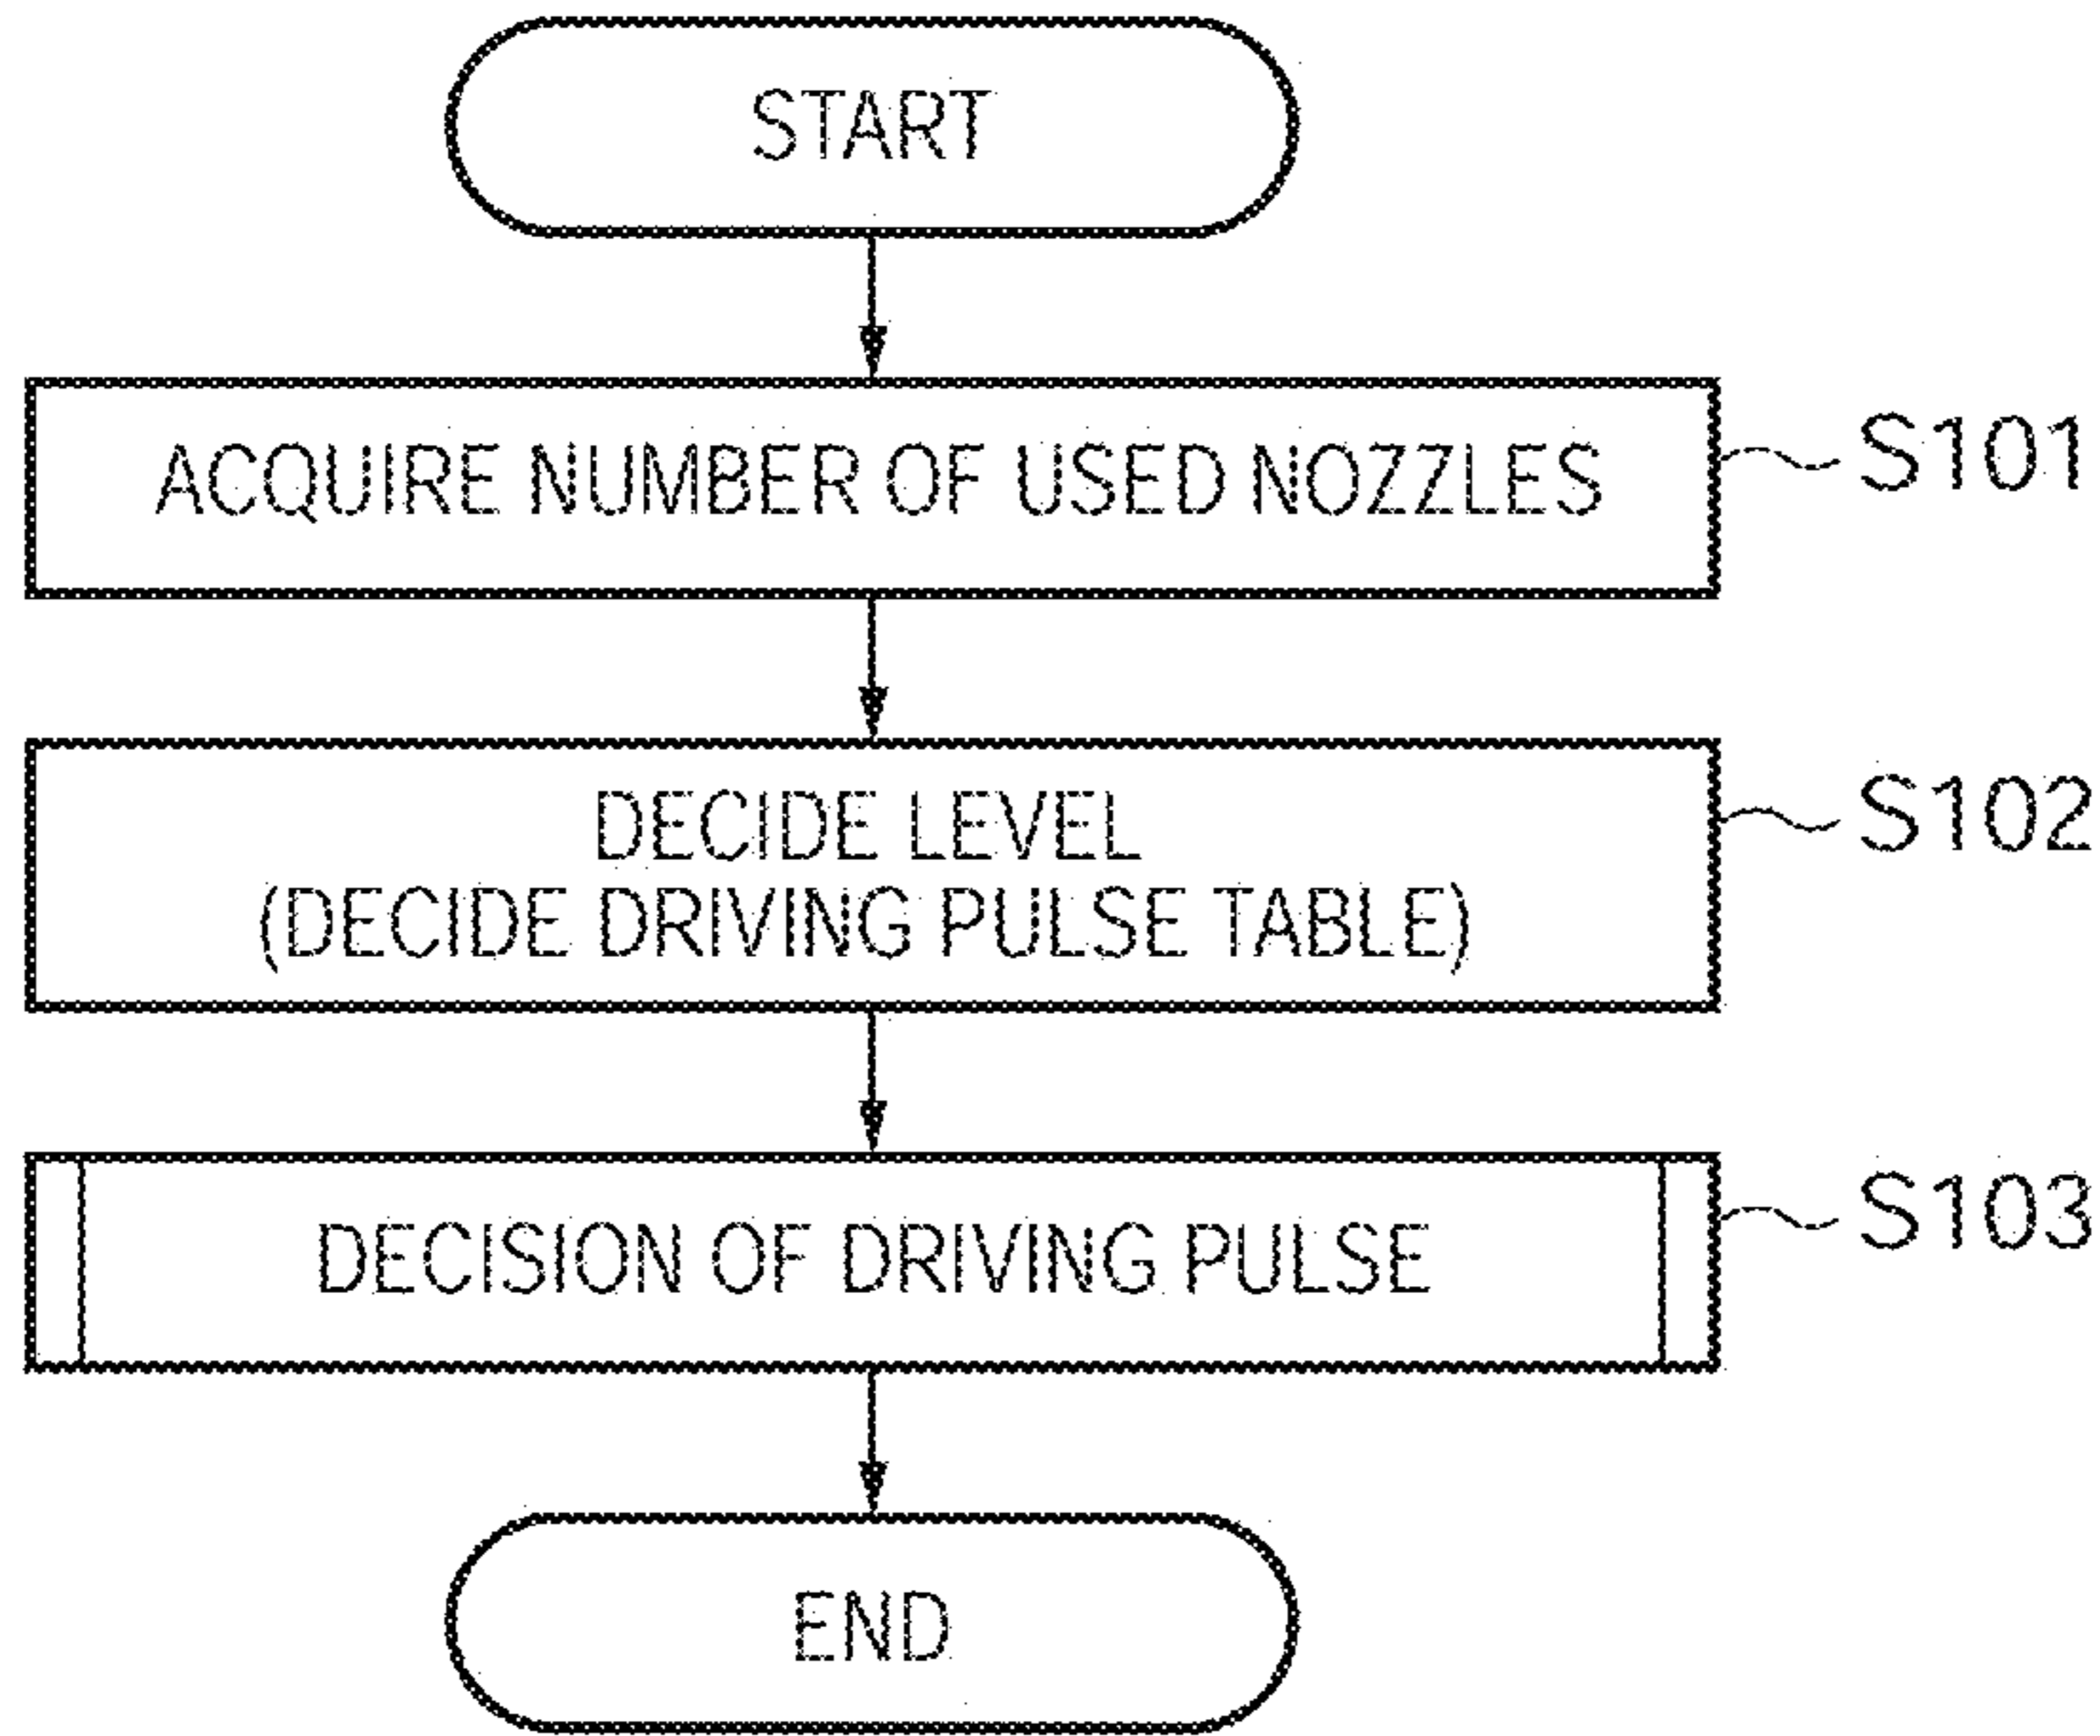 START
ACQUIRE NUMBER OF USED NOZZLES
S101
DECIDE LEVEL
(DECIDE DRIVING PULSE TABLE)
S102
DECISION OF DRIVING PULSE
S103
END